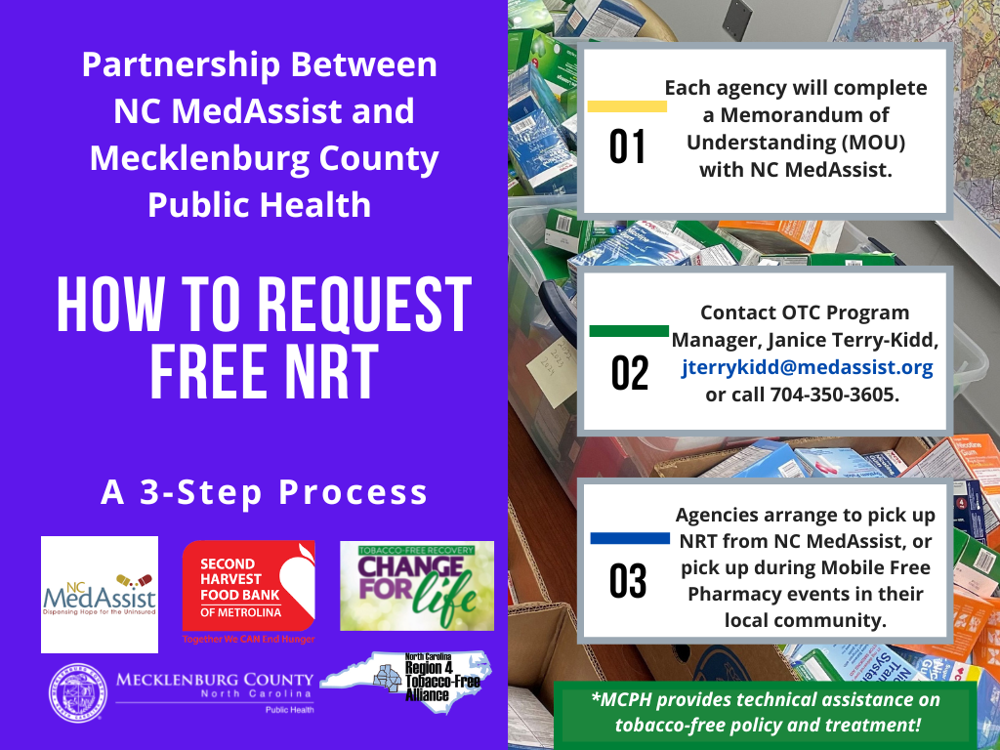 Partnership Between
NC MedAssist and
Mecklenburg County
Public Health
HOW TO REQUEST
FREE NRT
A 3-Step Process
NC
MedAssist
Dispensing Hope for the Uninsured
SECOND
HARVEST
FOOD BANK
OF METROLINA
Together We CAN End Hunger
TOBACCO-FREE RECOVERY
CHANGE
FOR life
MECKLENBURG COUNTY
North Carolina
Public Health
North Carolina
Region 4
Tobacco-Free
Alliance
01
Each agency will complete
a Memorandum of
Understanding (MOU)
with NC MedAssist.
02
Contact OTC Program
Manager, Janice Terry-Kidd,
jterrykidd@medassist.org
or call 704-350-3605.
03
Agencies arrange to pick up
NRT from NC MedAssist, or
pick up during Mobile Free
Pharmacy events in their
local community.
*MCPH provides technical assistance on
tobacco-free policy and treatment!
Nicotine
Gum